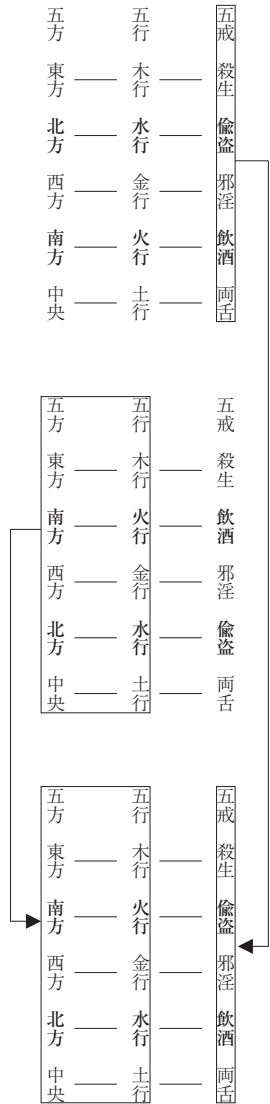 五戒 殺生 偸盗 邪淫 飲酒 両舌
五行 木行 水行 金行 火行 土行
五方 東方 北方 西方 南方 中央
五戒 殺生 飲酒 邪淫 偸盗 両舌
五行 木行 火行 金行 水行 土行
五方 東方 南方 西方 北方 中央
五戒 殺生 偸盗 邪淫 飲酒 両舌
五行 木行 火行 金行 水行 土行
五方 東方 南方 西方 北方 中央